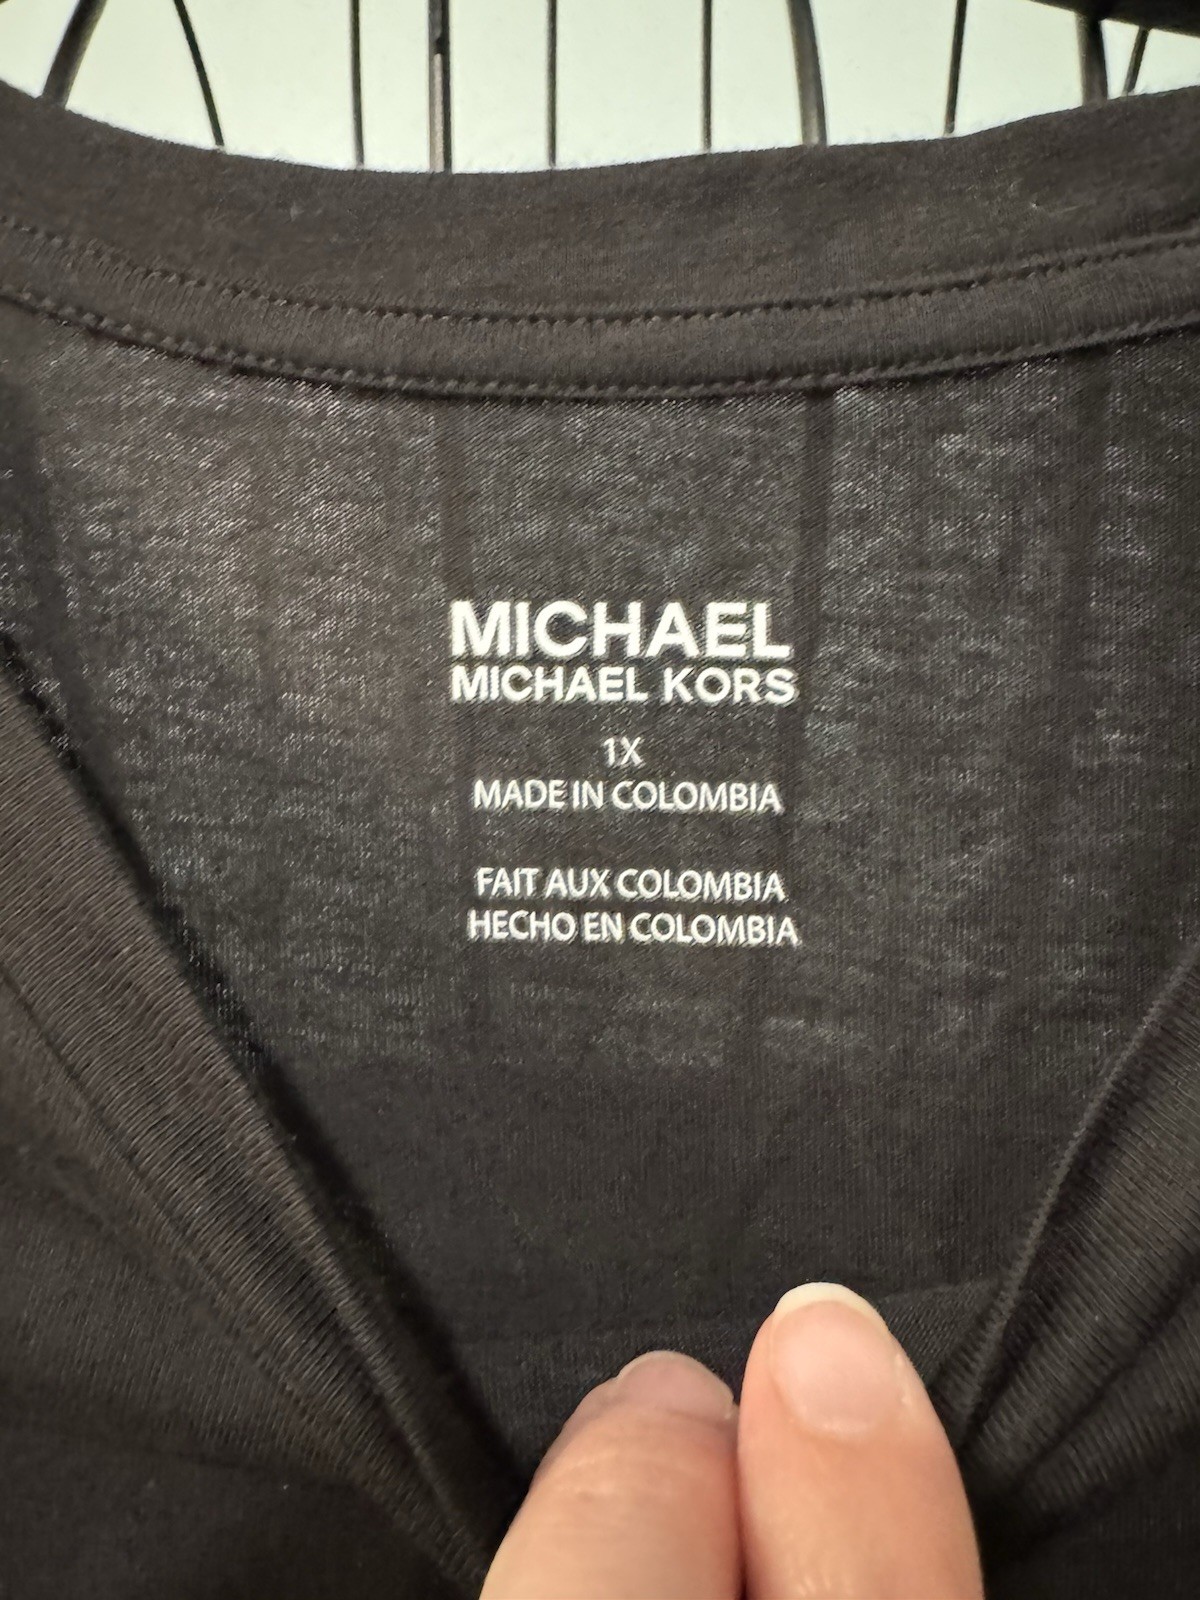 MICHAEL
MICHAEL KORS
1X
MADE IN COLOMBIA
FAIT AUX COLOMBIA
HECHO EN COLOMBIA